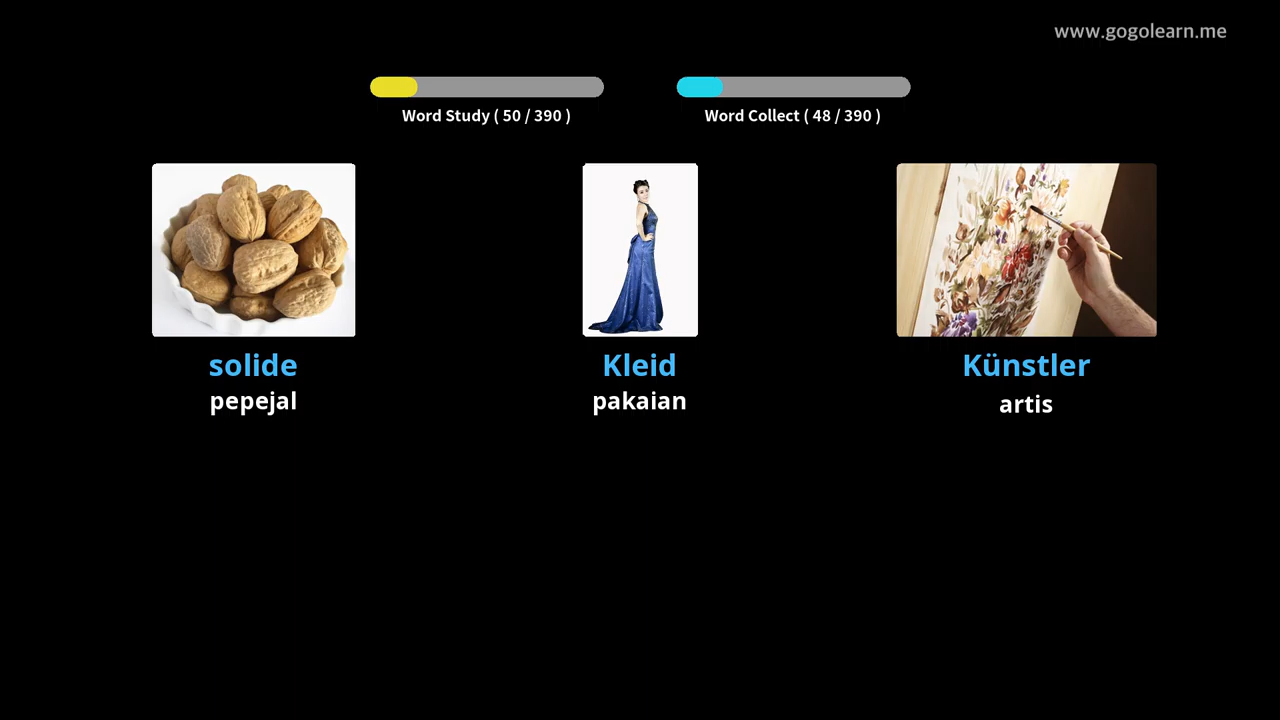 www.gogolearn.me
Word Study ( 50 / 390 )
Word Collect ( 48 / 390 )
solide
pepejal
Kleid
pakaian
Künstler
artis